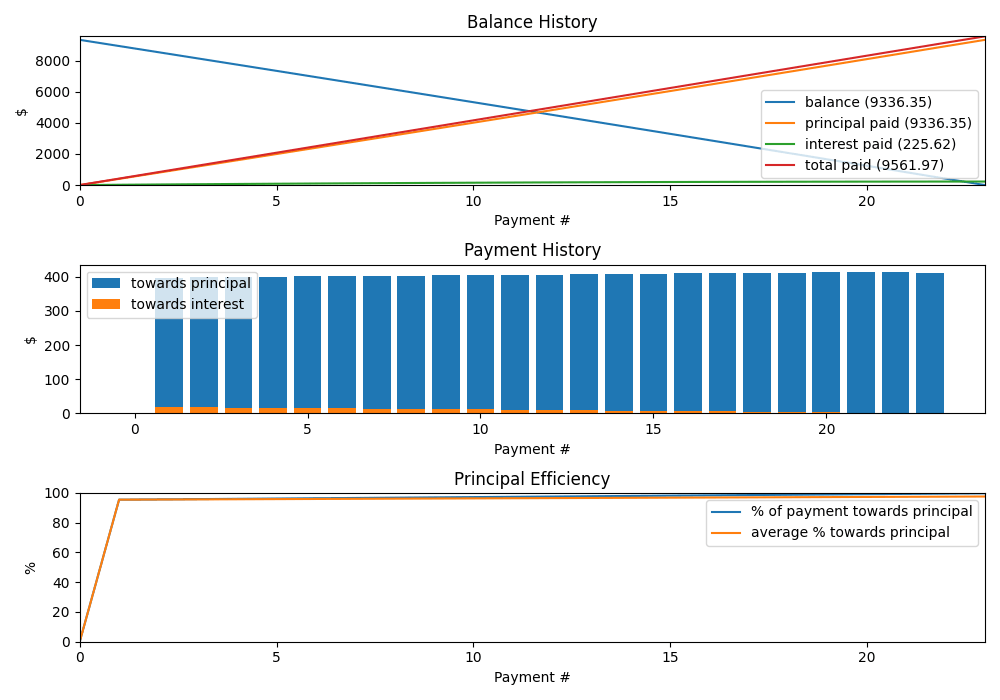 Balance History
$
8000
6000
4000
2000
0
balance (9336.35)
principal paid (9336.35)
interest paid (225.62)
total paid (9561.97)
0 5 10 15 20
Payment #
Payment History
$
400
300
200
100
0
towards principal
towards interest
0 5 10 15 20
Payment #
Principal Efficiency
%
100
80
60
40
20
0
% of payment towards principal
average % towards principal
0 5 10 15 20
Payment #